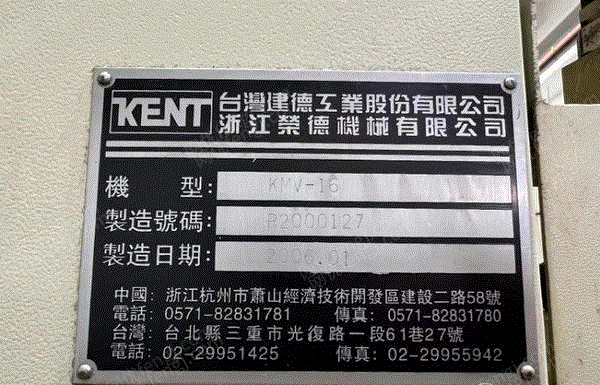 KENT 台灣建德工業股份有限公司
浙江榮德機械有限公司
機 型: KMV-16
製造號碼: R2000127
製造日期: 2006.01
中國: 浙江杭州市蕭山經濟技術開發區建設二路58號
電話: 0571-82831781 傳真: 0571-82831780
台灣: 台北縣三重市光復路一段61巷27號
電話: 02-29951425 傳真: 02-29955942